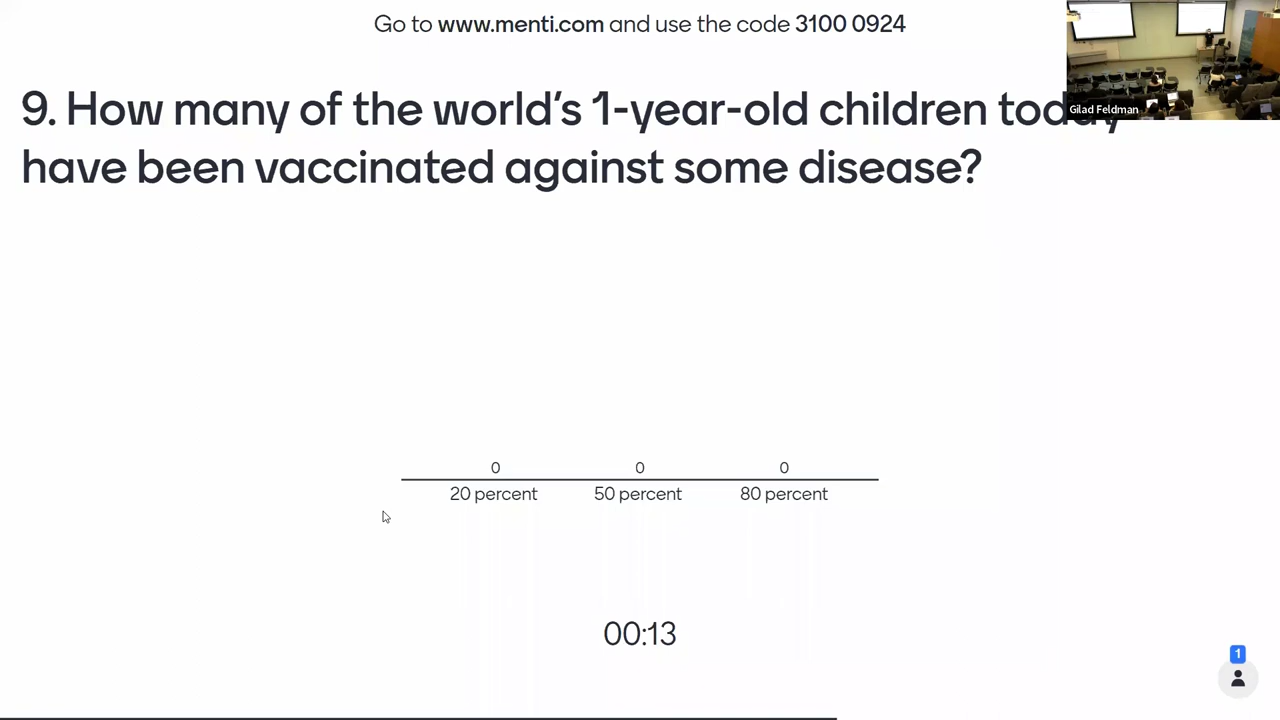 Go to www.menti.com and use the code 3100 0924
Gilad Feldman
9. How many of the world's 1-year-old children today
have been vaccinated against some disease?
0 0 0
20 percent 50 percent 80 percent
00:13
1